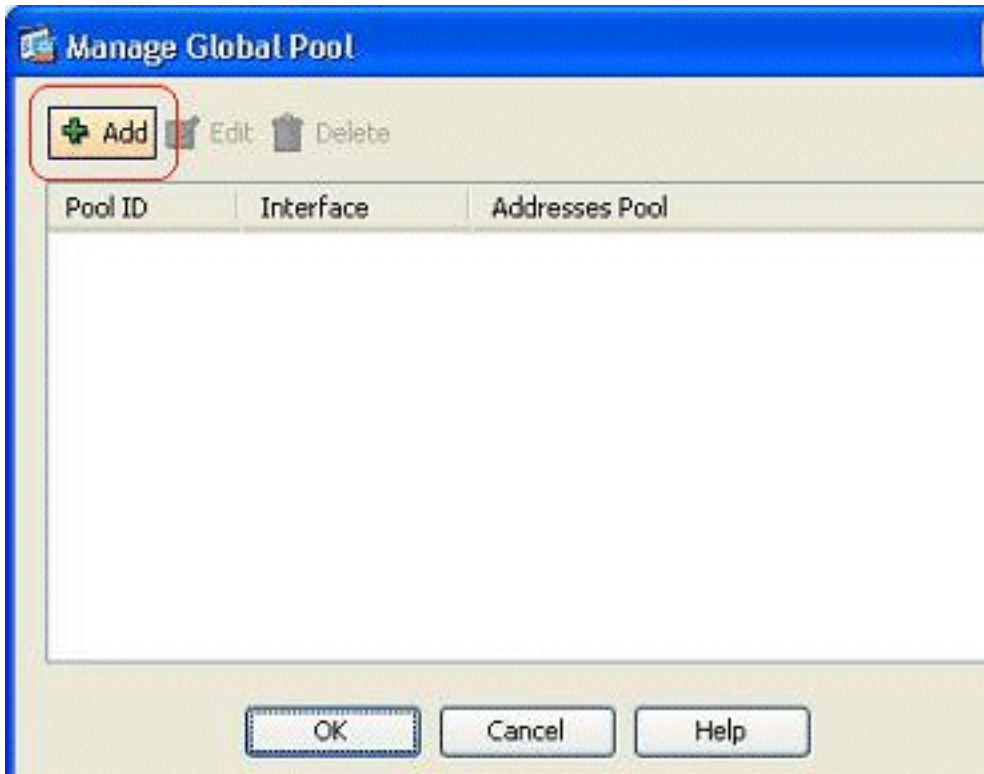 Manage Global Pool
Add Edit Delete
Pool ID Interface Addresses Pool
OK Cancel Help